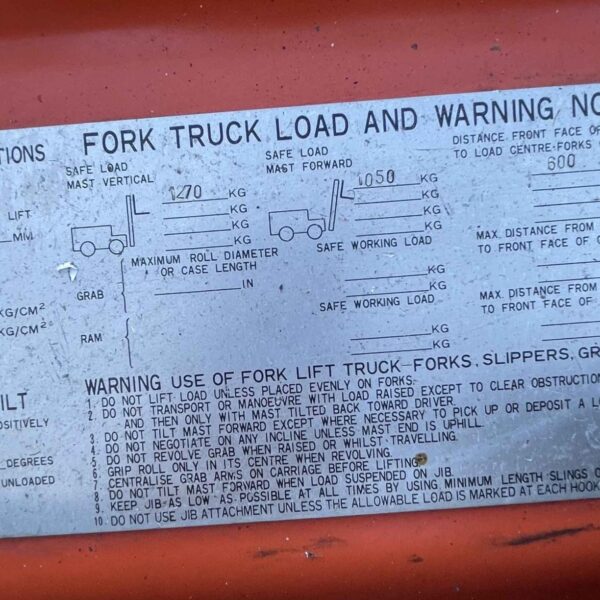 FORK TRUCK LOAD AND WARNING NO
TIONS
LIFT
MM
KG/CM²
KG/CM²
ILT
POSITIVELY
DEGREES
UNLOADED
SAFE LOAD
MAST VERTICAL
1270 KG
KG
KG
KG
SAFE LOAD
MAST FORWARD
1050 KG
KG
KG
KG
DISTANCE FRONT FACE OF
TO LOAD CENTRE-FORKS
600
GRAB
MAXIMUM ROLL DIAMETER
OR CASE LENGTH
IN
SAFE WORKING LOAD
KG
KG
MAX. DISTANCE FROM
TO FRONT FACE OF
RAM
SAFE WORKING LOAD
KG
KG
MAX. DISTANCE FROM
TO FRONT FACE OF
WARNING USE OF FORK LIFT TRUCK-FORKS, SLIPPERS, GR
1. DO NOT LIFT LOAD UNLESS PLACED EVENLY ON FORKS.
2. DO NOT TRANSPORT OR MANOEUVRE WITH LOAD RAISED EXCEPT TO CLEAR OBSTRUCTION
AND THEN ONLY WITH MAST TILTED BACK TOWARD DRIVER.
3. DO NOT TILT MAST FORWARD EXCEPT WHERE NECESSARY TO PICK UP OR DEPOSIT A LO
4. DO NOT NEGOTIATE ON ANY INCLINE UNLESS MAST END IS UPHILL.
5. DO NOT REVOLVE GRAB WHEN RAISED OR WHILST TRAVELLING.
6. GRIP ROLL ONLY IN ITS CENTRE WHEN REVOLVING.
7. CENTRALISE GRAB ARMS ON CARRIAGE BEFORE LIFTING.
8. DO NOT TILT MAST FORWARD WHEN LOAD SUSPENDED ON JIB.
9. KEEP JIB AS LOW AS POSSIBLE AT ALL TIMES BY USING MINIMUM LENGTH SLINGS O
10. DO NOT USE JIB ATTACHMENT UNLESS THE ALLOWABLE LOAD IS MARKED AT EACH HOOK